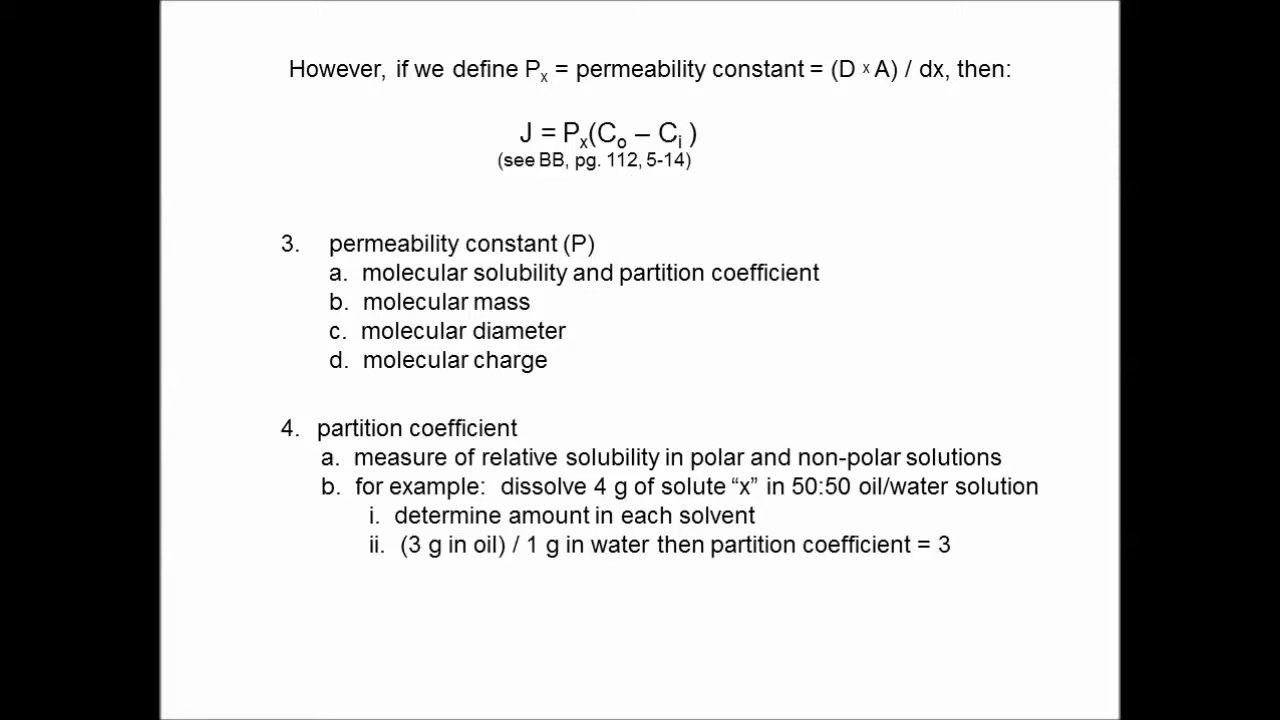 However, if we define Px = permeability constant = (D x A) / dx, then:
J = Px(Co – Ci )
(see BB, pg. 112, 5-14)
3. permeability constant (P)
a. molecular solubility and partition coefficient
b. molecular mass
c. molecular diameter
d. molecular charge
4. partition coefficient
a. measure of relative solubility in polar and non-polar solutions
b. for example: dissolve 4 g of solute “x” in 50:50 oil/water solution
i. determine amount in each solvent
ii. (3 g in oil) / 1 g in water then partition coefficient = 3